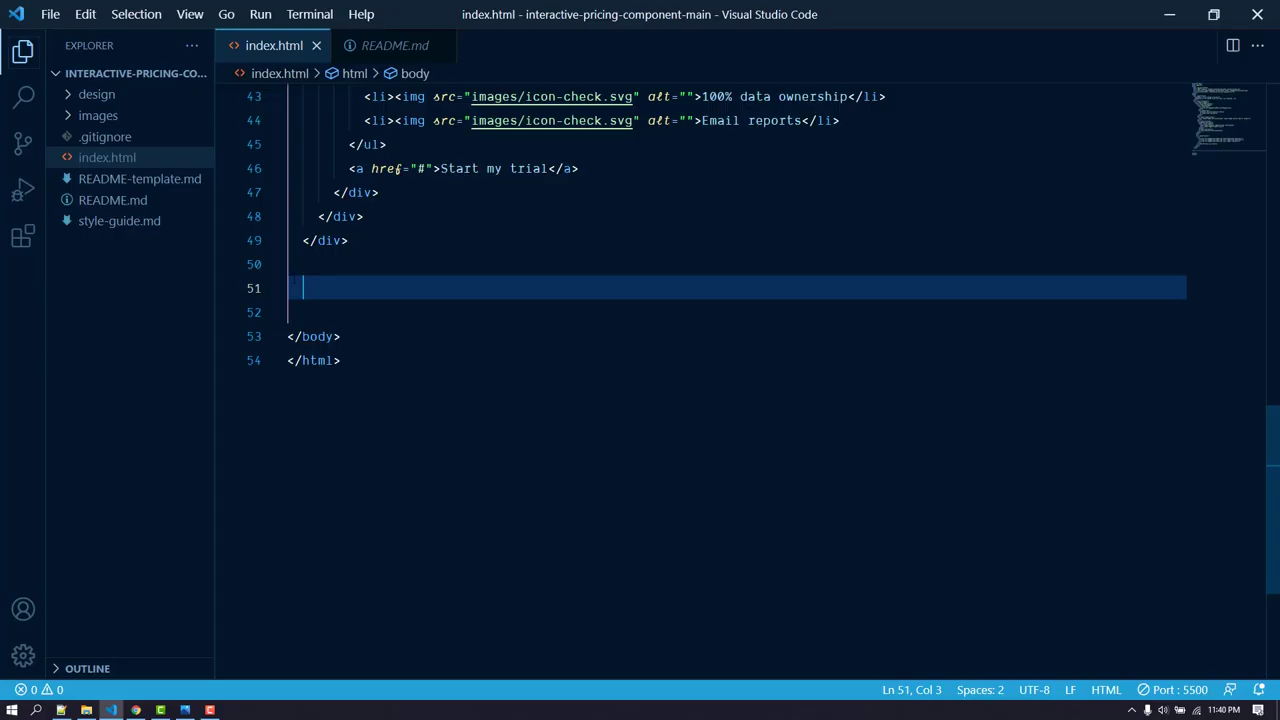 File Edit Selection View Go Run Terminal Help index.html - interactive-pricing-component-main - Visual Studio Code
EXPLORER ···
index.html README.md ···
INTERACTIVE-PRICING-CO...
index.html > html > body
design
images
.gitignore
index.html
README-template.md
README.md
style-guide.md
43 <li><img src="images/icon-check.svg" alt="">100% data ownership</li>
44 <li><img src="images/icon-check.svg" alt="">Email reports</li>
45 </ul>
46 <a href="#">Start my trial</a>
47 </div>
48 </div>
49 </div>
50
51
52
53 </body>
54 </html>
OUTLINE
0 0 Ln 51, Col 3 Spaces: 2 UTF-8 LF HTML Port : 5500
11:40 PM